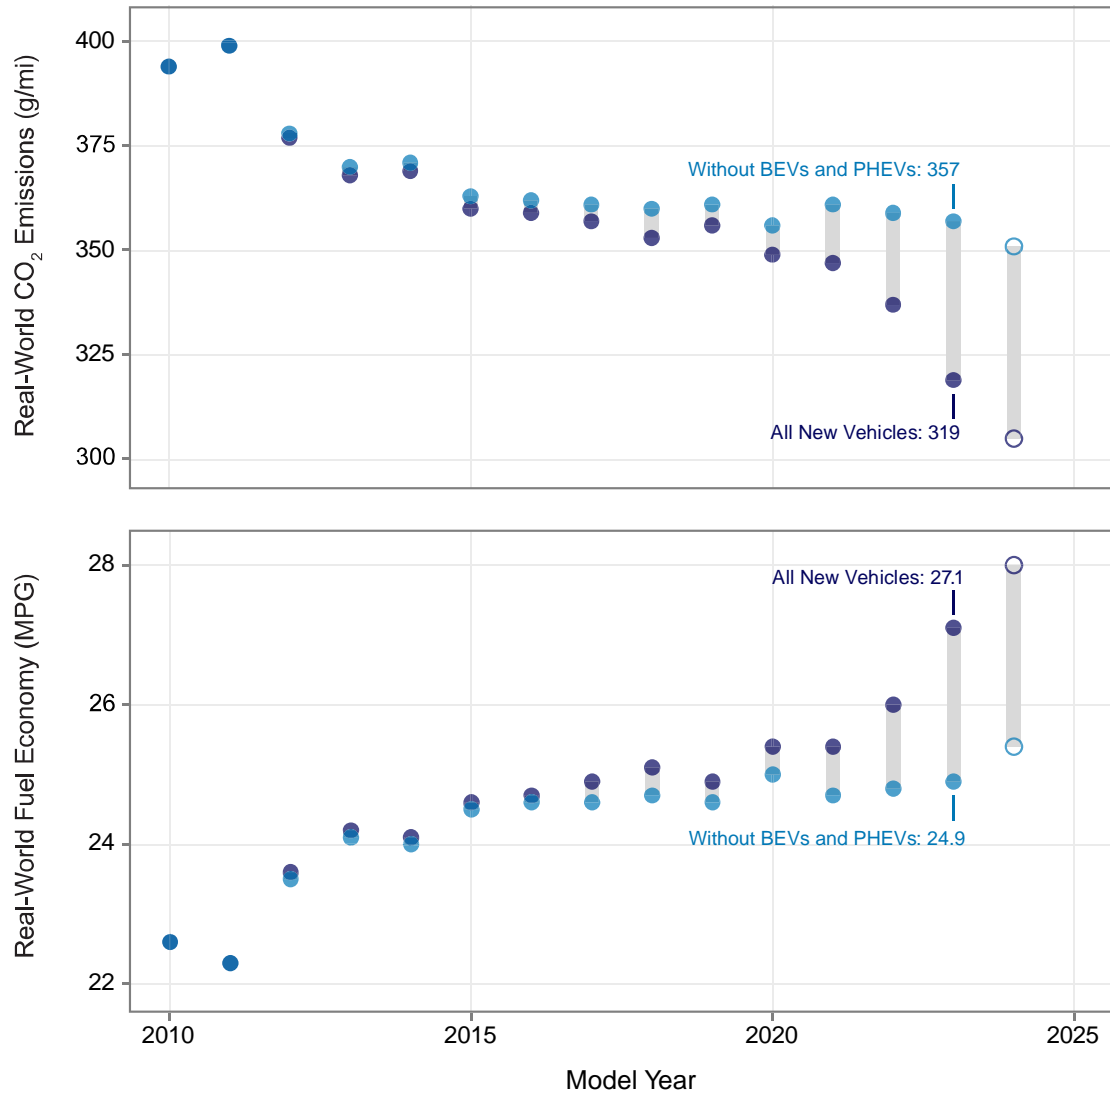 Real-World CO₂ Emissions (g/mi)
400
375
350
325
300
Without BEVs and PHEVs: 357
All New Vehicles: 319
Real-World Fuel Economy (MPG)
28
26
24
22
All New Vehicles: 27.1
Without BEVs and PHEVs: 24.9
2010
2015
2020
2025
Model Year